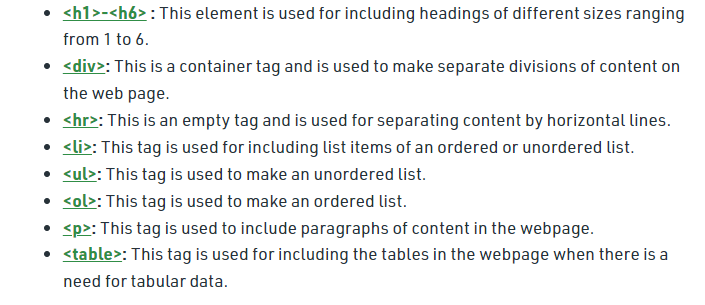 • <h1>-<h6> : This element is used for including headings of different sizes ranging
from 1 to 6.
• <div>: This is a container tag and is used to make separate divisions of content on
the web page.
• <hr>: This is an empty tag and is used for separating content by horizontal lines.
• <li>: This tag is used for including list items of an ordered or unordered list.
• <ul>: This tag is used to make an unordered list.
• <ol>: This tag is used to make an ordered list.
• <p>: This tag is used to include paragraphs of content in the webpage.
• <table>: This tag is used for including the tables in the webpage when there is a
need for tabular data.